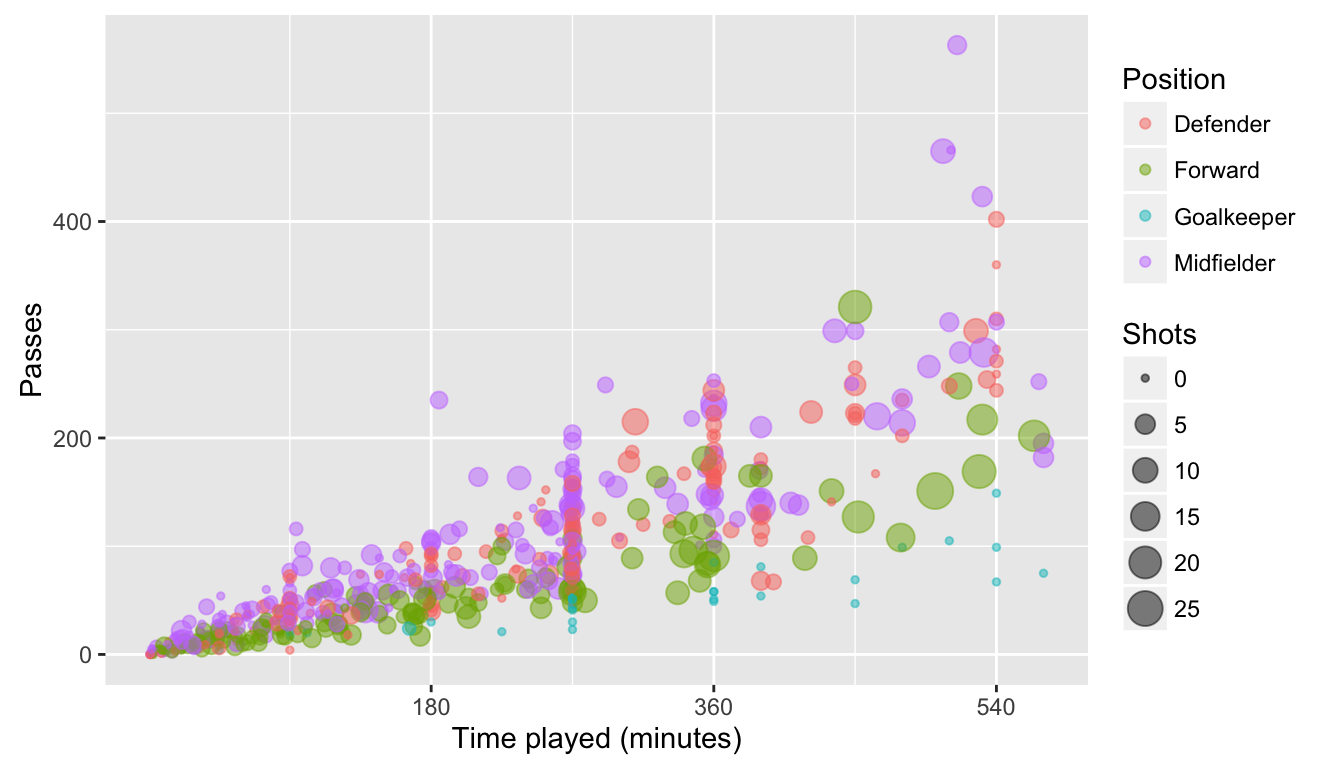 Passes
400
200
0
180
360
540
Time played (minutes)
Position
Defender
Forward
Goalkeeper
Midfielder
Shots
0
5
10
15
20
25